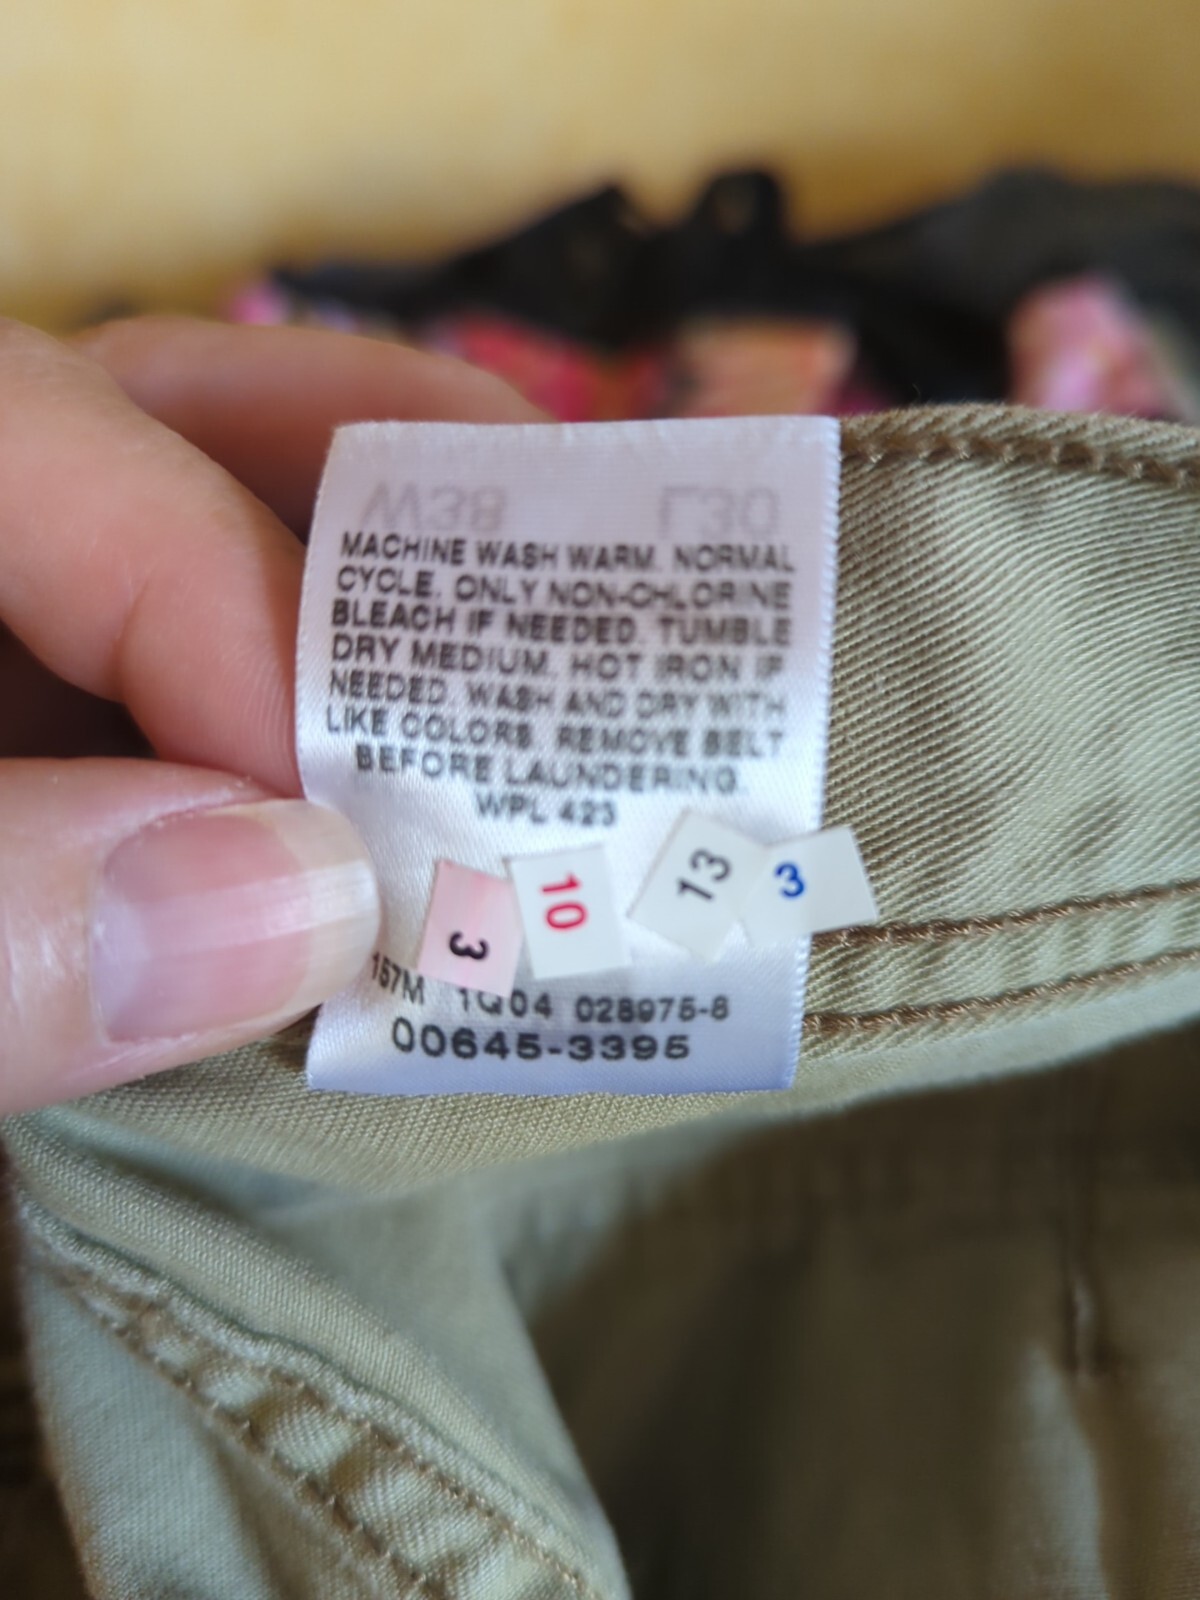 W38 L30
MACHINE WASH WARM. NORMAL
CYCLE. ONLY NON-CHLORINE
BLEACH IF NEEDED. TUMBLE
DRY MEDIUM. HOT IRON IF
NEEDED. WASH AND DRY WITH
LIKE COLORS. REMOVE BELT
BEFORE LAUNDERING.
WPL 423
3 10 13 3
157M 1Q04 028975-8
00645-3395